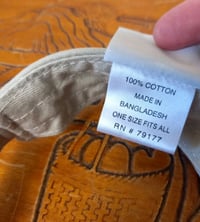 100% COTTON
MADE IN
BANGLADESH
ONE SIZE FITS ALL
RN # 79177